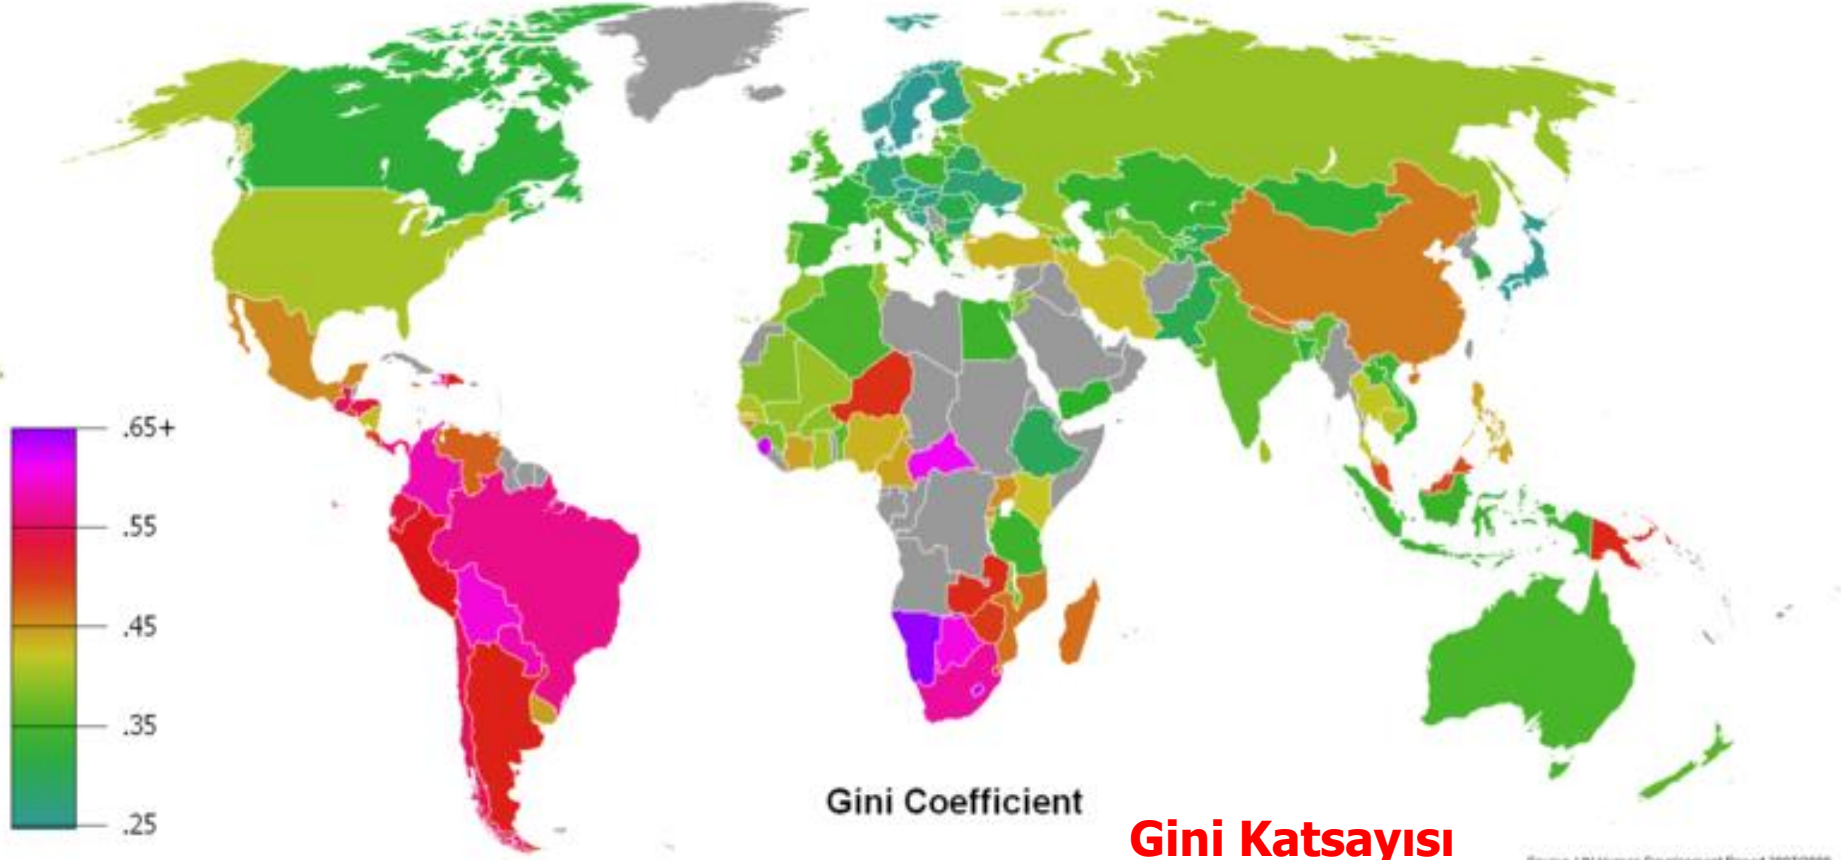 .65+
.55
.45
.35
.25
Gini Coefficient
Gini Katsayısı